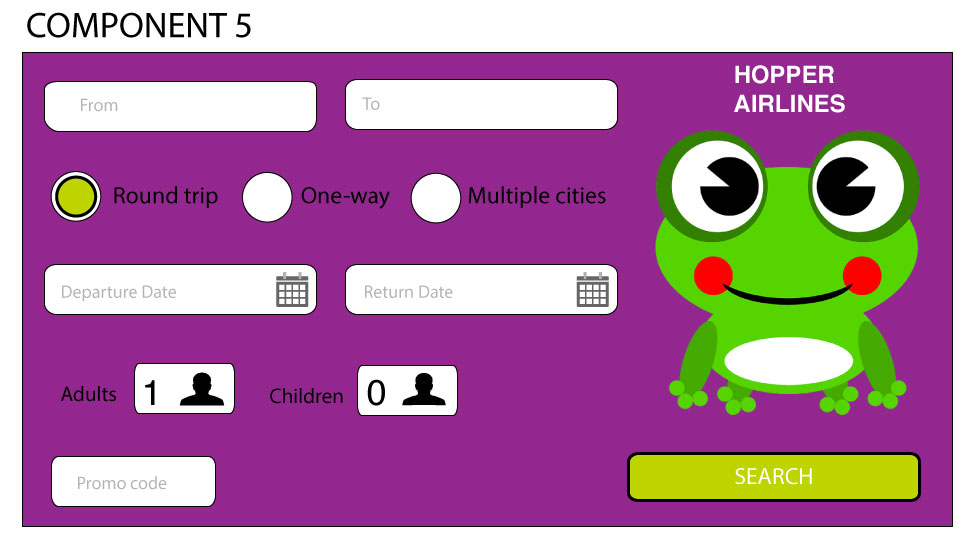 COMPONENT 5
HOPPER
AIRLINES
From
To
Round trip
One-way
Multiple cities
Departure Date
Return Date
Adults
1
Children
0
Promo code
SEARCH